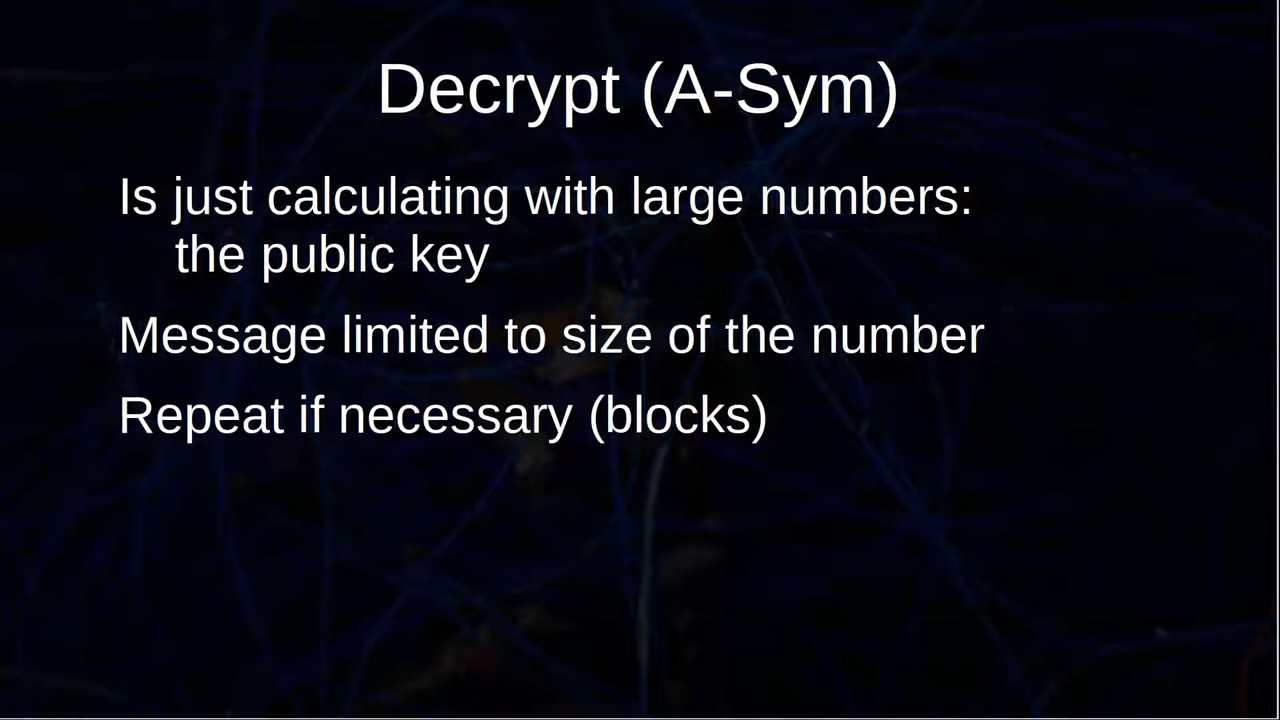 Decrypt (A-Sym)
Is just calculating with large numbers:
the public key
Message limited to size of the number
Repeat if necessary (blocks)